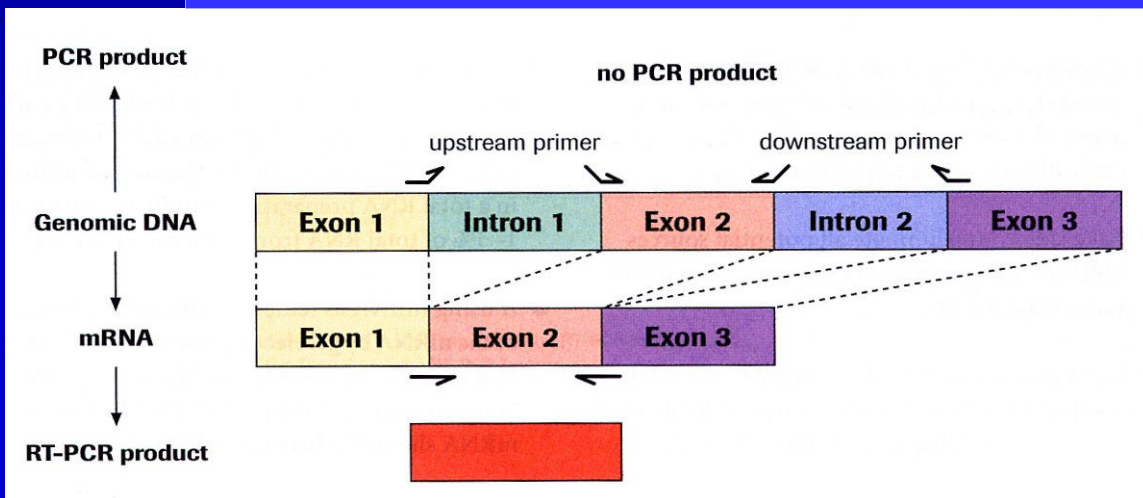 PCR product
no PCR product
upstream primer
downstream primer
Genomic DNA
Exon 1
Intron 1
Exon 2
Intron 2
Exon 3
mRNA
Exon 1
Exon 2
Exon 3
RT-PCR product